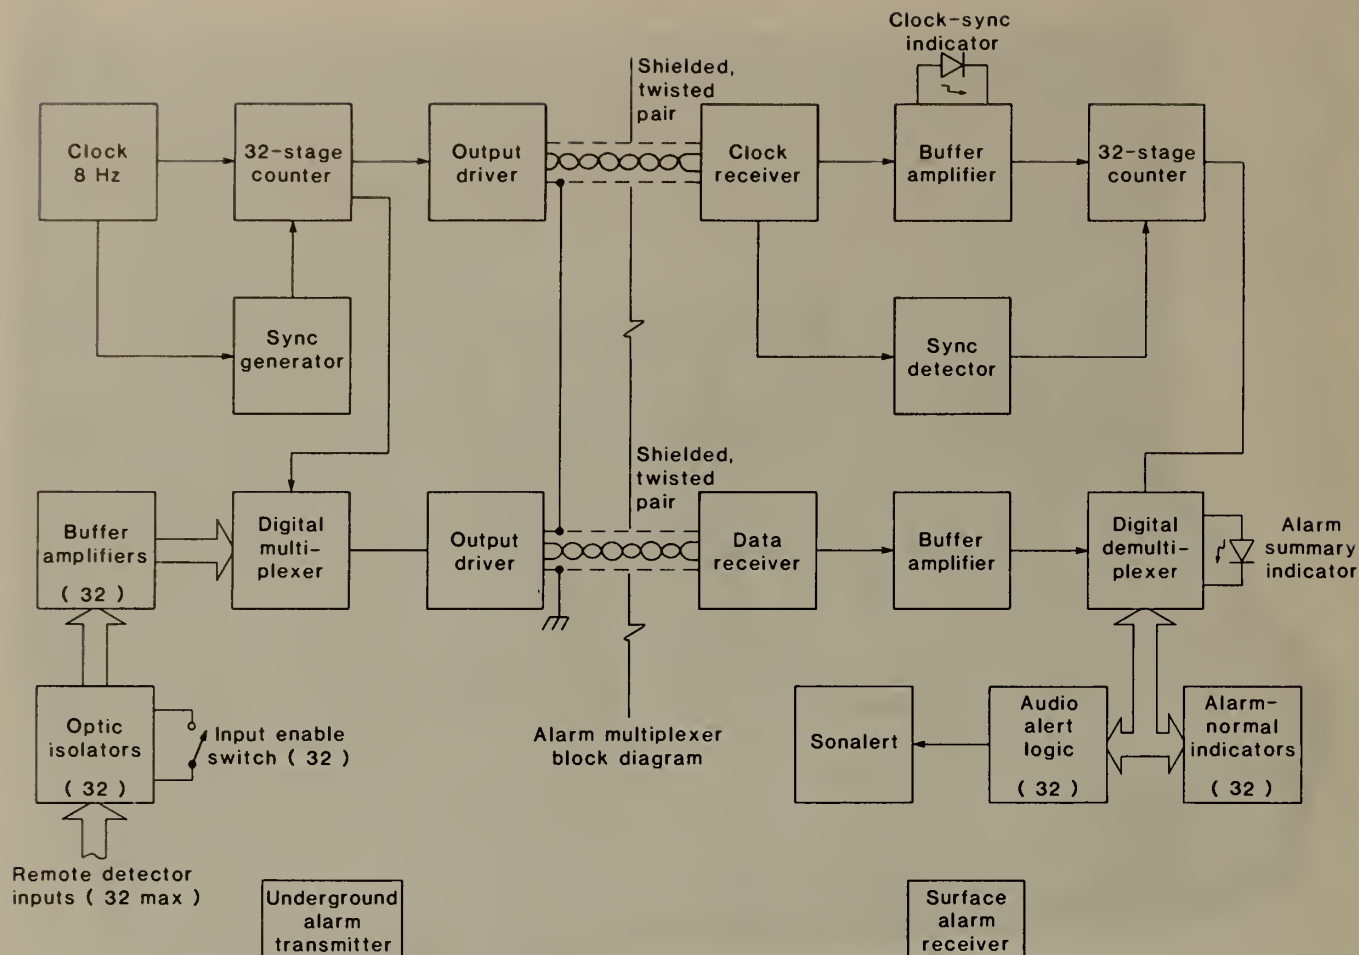 Clock-sync
indicator
Shielded,
twisted
pair
Clock
8 Hz
32-stage
counter
Output
driver
Clock
receiver
Buffer
amplifier
32-stage
counter
Sync
generator
Sync
detector
Shielded,
twisted
pair
Buffer
amplifiers
( 32 )
Digital
multi-
plexer
Output
driver
Data
receiver
Buffer
amplifier
Digital
demulti-
plexer
Alarm
summary
indicator
Optic
isolators
( 32 )
Input enable
switch ( 32 )
Alarm multiplexer
block diagram
Sonalert
Audio
alert
logic
( 32 )
Alarm-
normal
indicators
( 32 )
Remote detector
inputs ( 32 max )
Underground
alarm
transmitter
Surface
alarm
receiver